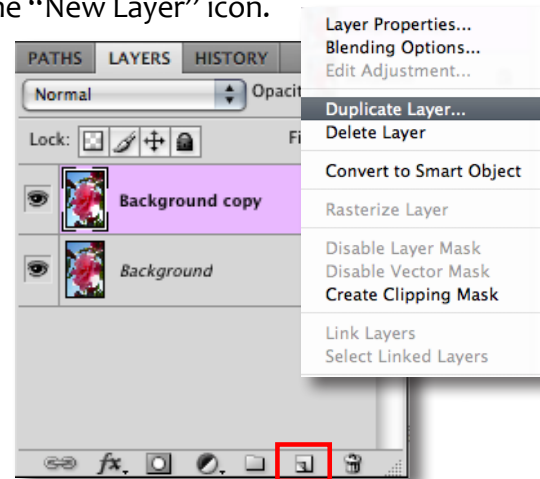 ne “New Layer” icon.
PATHS LAYERS HISTORY
Normal Opacit
Lock: Fi
Background copy
Background
fx.
Layer Properties...
Blending Options...
Edit Adjustment...
Duplicate Layer...
Delete Layer
Convert to Smart Object
Rasterize Layer
Disable Layer Mask
Disable Vector Mask
Create Clipping Mask
Link Layers
Select Linked Layers